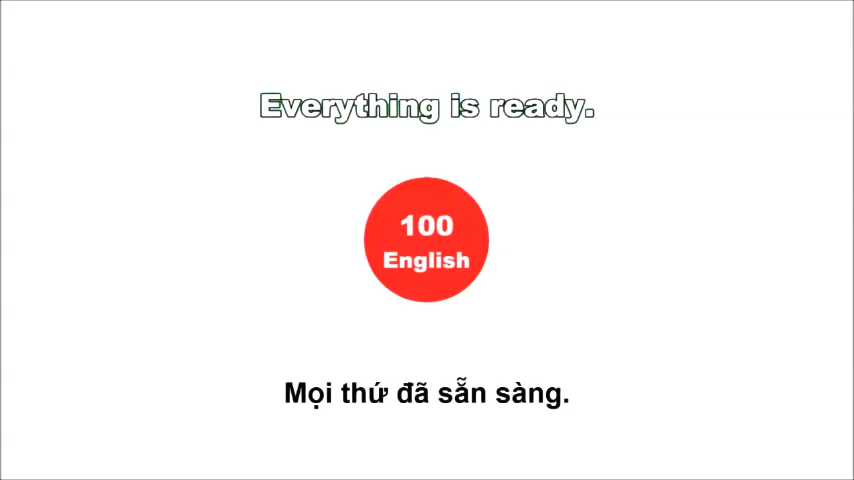 Everything is ready.
100
English
Mọi thứ đã sẵn sàng.